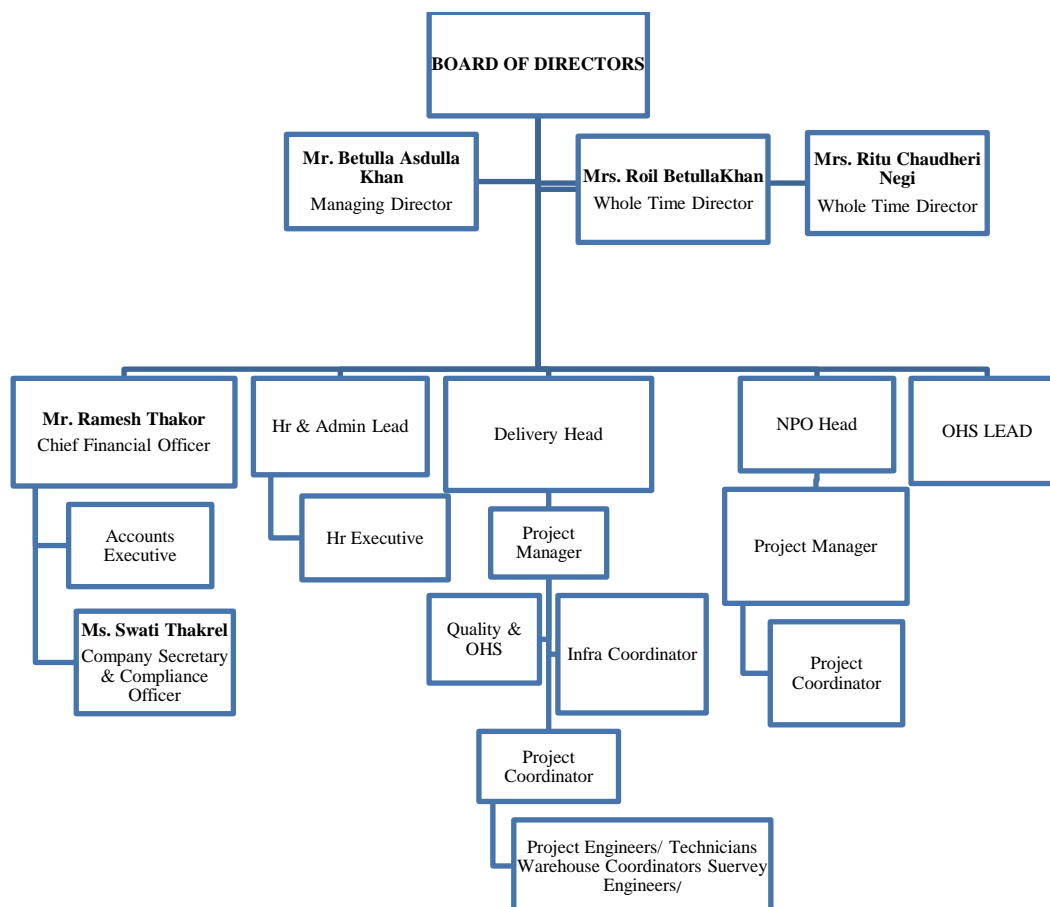 BOARD OF DIRECTORS
Mr. Betulla Asdulla
Khan
Managing Director
Mrs. Roil BetullaKhan
Whole Time Director
Mrs. Ritu Chaudheri
Negi
Whole Time Director
Mr. Ramesh Thakor
Chief Financial Officer
Hr & Admin Lead
Delivery Head
NPO Head
OHS LEAD
Accounts
Executive
Hr Executive
Project
Manager
Project Manager
Ms. Swati Thakrel
Company Secretary
& Compliance
Officer
Quality &
OHS
Infra Coordinator
Project
Coordinator
Project
Coordinator
Project Engineers/ Technicians
Warehouse Coordinators Suervey
Engineers/